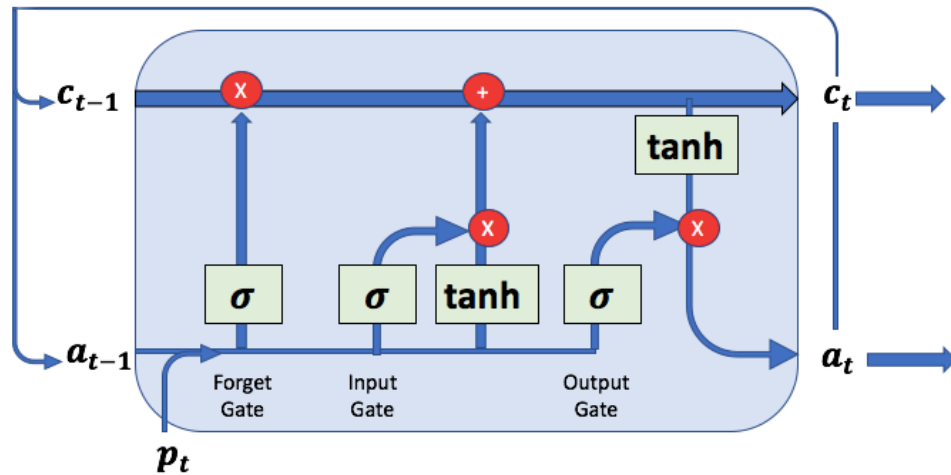 X
+
c_{t-1}
c_t
tanh
X
X
σ
σ
tanh
σ
a_{t-1}
a_t
Forget
Gate
Input
Gate
Output
Gate
p_t